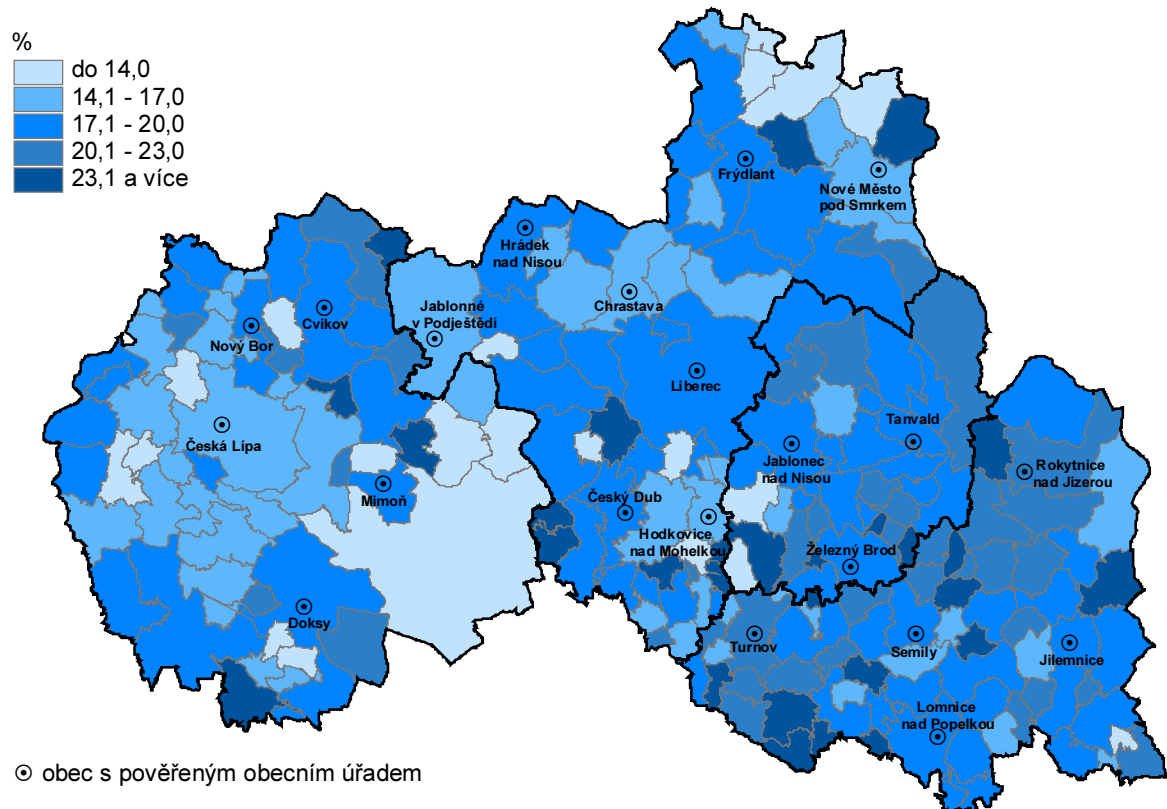 %
do 14,0
14,1 - 17,0
17,1 - 20,0
20,1 - 23,0
23,1 a více
Frýdlant
Nové Město
pod Smrkem
Hrádek
nad Nisou
Chrastava
Jablonné
v Podještědí
Cvikov
Nový Bor
Liberec
Česká Lípa
Tanvald
Jablonec
nad Nisou
Rokytnice
nad Jizerou
Mimoň
Český Dub
Hodkovice
nad Mohelkou
Železný Brod
Doksy
Turnov
Semily
Jilemnice
Lomnice
nad Popelkou
obec s pověřeným obecním úřadem